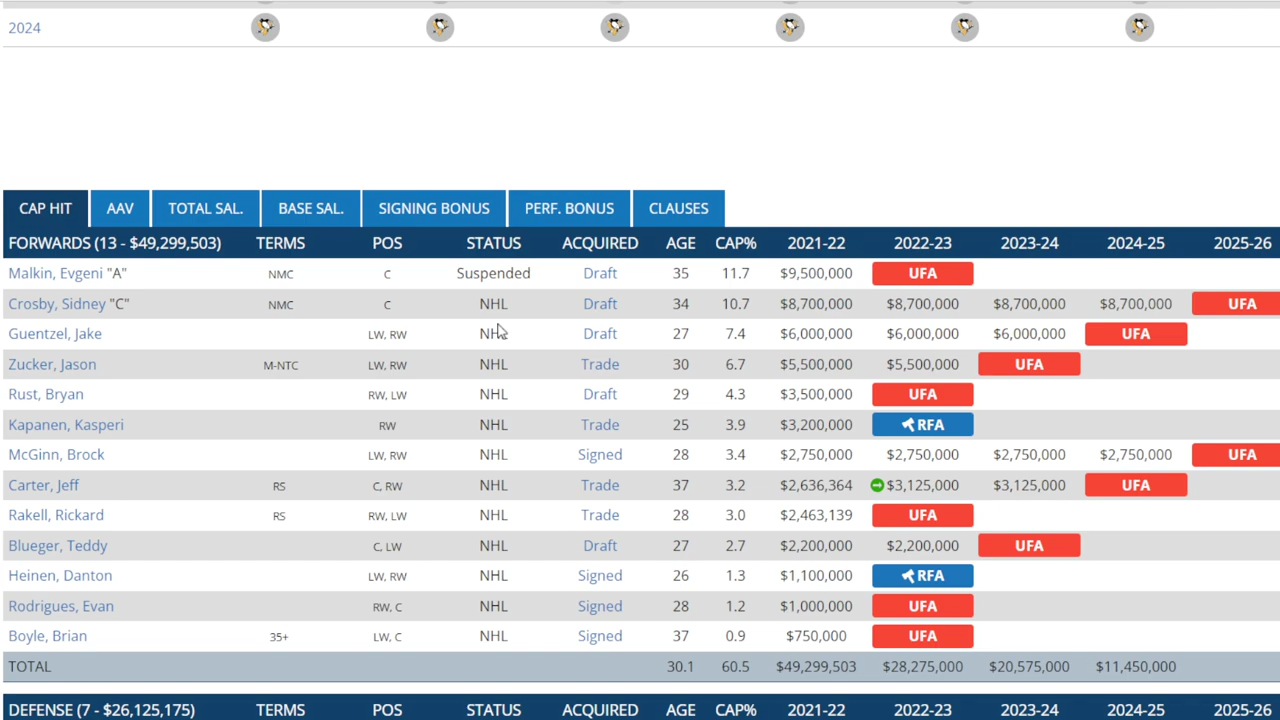 2024
CAP HIT AAV TOTAL SAL. BASE SAL. SIGNING BONUS PERF. BONUS CLAUSES
FORWARDS (13 - $49,299,503) TERMS POS STATUS ACQUIRED AGE CAP% 2021-22 2022-23 2023-24 2024-25 2025-26
Malkin, Evgeni "A" NMC C Suspended Draft 35 11.7 $9,500,000 UFA
Crosby, Sidney "C" NMC C NHL Draft 34 10.7 $8,700,000 $8,700,000 $8,700,000 $8,700,000 UFA
Guentzel, Jake LW, RW NHL Draft 27 7.4 $6,000,000 $6,000,000 $6,000,000 UFA
Zucker, Jason M-NTC LW, RW NHL Trade 30 6.7 $5,500,000 $5,500,000 UFA
Rust, Bryan RW, LW NHL Draft 29 4.3 $3,500,000 UFA
Kapanen, Kasperi RW NHL Trade 25 3.9 $3,200,000 RFA
McGinn, Brock LW, RW NHL Signed 28 3.4 $2,750,000 $2,750,000 $2,750,000 $2,750,000 UFA
Carter, Jeff RS C, RW NHL Trade 37 3.2 $2,636,364 $3,125,000 $3,125,000 UFA
Rakell, Rickard RS RW, LW NHL Trade 28 3.0 $2,463,139 UFA
Blueger, Teddy C, LW NHL Draft 27 2.7 $2,200,000 $2,200,000 UFA
Heinen, Danton LW, RW NHL Signed 26 1.3 $1,100,000 RFA
Rodrigues, Evan RW, C NHL Signed 28 1.2 $1,000,000 UFA
Boyle, Brian 35+ LW, C NHL Signed 37 0.9 $750,000 UFA
TOTAL 30.1 60.5 $49,299,503 $28,275,000 $20,575,000 $11,450,000
DEFENSE (7 - $26,125,175) TERMS POS STATUS ACQUIRED AGE CAP% 2021-22 2022-23 2023-24 2024-25 2025-26